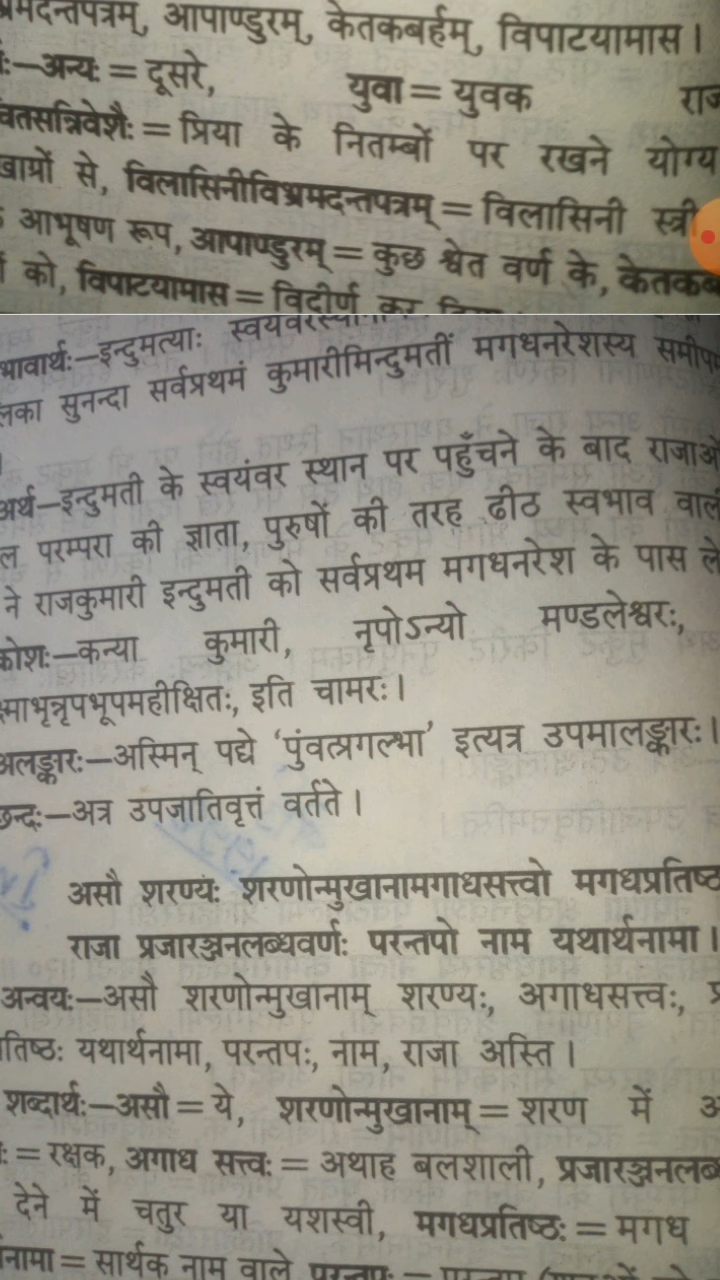 प्रमदन्तपत्रम्, आपाण्डुरम्, केतकबर्हम्, विपाटयामास ।
:—अन्यः = दूसरे, युवा = युवक
= प्रिया के नितम्बों पर रखने योग्य
से, विलासिनीविभ्रमदन्तपत्रम् = विलासिनी स्त्री
आभूषण रूप, आपाण्डुरम् = कुछ श्वेत वर्ण के,
को, विपाटयामास = विदीर्ण कर
भावार्थः—इन्दुमत्याः
सुनन्दा सर्वप्रथमं कुमारीमिन्दुमतीं मगधनरेशस्य
अर्थ—इन्दुमती के स्वयंवर स्थान पर पहुँचने के बाद
परम्परा की ज्ञाता, पुरुषों की तरह ढीठ स्वभाव
ने राजकुमारी इन्दुमती को सर्वप्रथम मगधनरेश के पास ले
कोशः—कन्या कुमारी, नृपोऽन्यो मण्डलेश्वरः,
क्ष्माभृन्नृपभूपमहीक्षितः, इति चामरः ।
अलङ्कारः—अस्मिन् पद्ये ‘पुंवत्प्रगल्भा’ इत्यत्र उपमालङ्कारः ।
छन्दः—अत्र उपजातिवृत्तं वर्तते ।
असौ शरण्यः शरणोन्मुखानामगाधसत्त्वो मगधप्रतिष्ठ
राजा प्रजारञ्जनलब्धवर्णः परन्तपो नाम यथार्थनामा ।
अन्वयः—असौ शरणोन्मुखानाम् शरण्यः, अगाधसत्त्वः,
तिष्ठः यथार्थनामा, परन्तपः, नाम, राजा अस्ति ।
शब्दार्थः—असौ = ये, शरणोन्मुखानाम् = शरण में
= रक्षक, अगाध सत्त्वः = अथाह बलशाली, प्रजारञ्जनलब्ध
देने में चतुर या यशस्वी, मगधप्रतिष्ठः = मगध
नामा = सार्थक नाम वाले